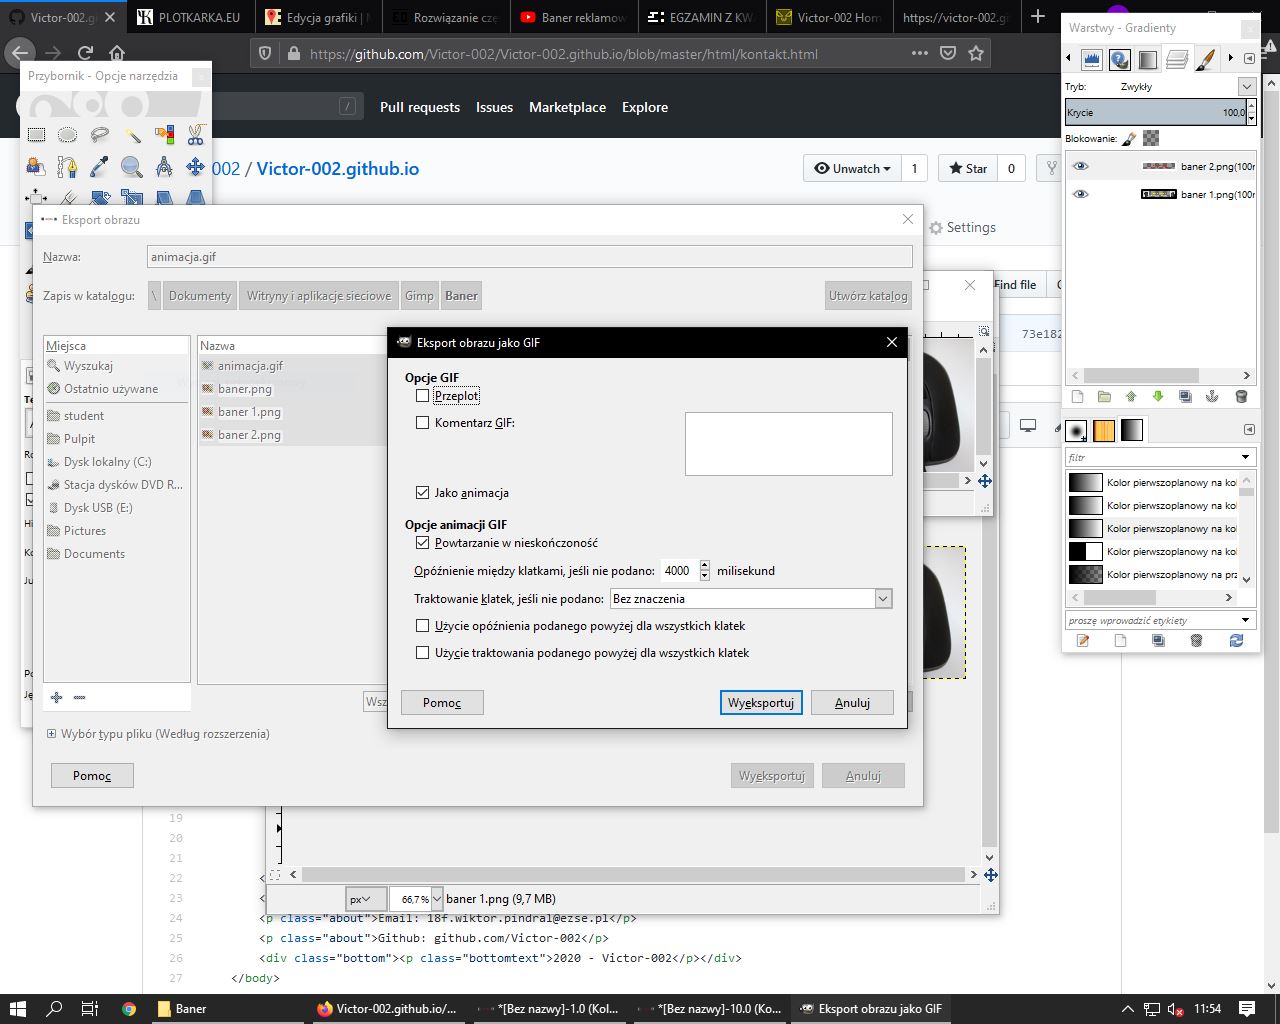 Victor-002.gi
PLOTKARKA.EU
Edycja grafiki | M
Rozwiązanie czę
Baner reklamow
EGZAMIN Z KW
Victor-002 Hom
https://victor-002.gi
Warstwy - Gradienty
https://github.com/Victor-002/Victor-002.github.io/blob/master/html/kontakt.html
Przybornik - Opcje narzędzia
/
Pull requests
Issues
Marketplace
Explore
Tryb:
Zwykły
Krycie
100,0
Blokowanie:
002 / Victor-002.github.io
Unwatch
1
Star
0
baner 2.png(100m
baner 1.png(100m
Eksport obrazu
Settings
Nazwa:
animacja.gif
Zapis w katalogu:
\
Dokumenty
Witryny i aplikacje sieciowe
Gimp
Baner
Utwórz katalog
Find file
73e182
Miejsca
Nazwa
Wyszukaj
animacja.gif
Ostatnio używane
baner.png
student
baner 1.png
Pulpit
baner 2.png
Dysk lokalny (C:)
Stacja dysków DVD R...
Dysk USB (E:)
Pictures
Documents
Eksport obrazu jako GIF
Opcje GIF
Przeplot
Komentarz GIF:
Jako animacja
Opcje animacji GIF
Powtarzanie w nieskończoność
Opóźnienie między klatkami, jeśli nie podano:
4000
milisekund
Traktowanie klatek, jeśli nie podano:
Bez znaczenia
Użycie opóźnienia podanego powyżej dla wszystkich klatek
Użycie traktowania podanego powyżej dla wszystkich klatek
Pomoc
Wyeksportuj
Anuluj
filtr
Kolor pierwszoplanowy na kol
Kolor pierwszoplanowy na kol
Kolor pierwszoplanowy na kol
Kolor pierwszoplanowy na kol
Kolor pierwszoplanowy na prz
proszę wprowadzić etykiety
Wsz
Wybór typu pliku (Według rozszerzenia)
Pomoc
Wyeksportuj
Anuluj
19
20
21
22
23
px
66,7 %
baner 1.png (9,7 MB)
24
<p class="about">Email: 18f.wiktor.pindral@ezse.pl</p>
25
<p class="about">Github: github.com/Victor-002</p>
26
<div class="bottom"><p class="bottomtext">2020 - Victor-002</p></div>
27
</body>
Baner
Victor-002.github.io/...
*[Bez nazwy]-1.0 (Kol...
*[Bez nazwy]-10.0 (Ko...
Eksport obrazu jako GIF
11:54